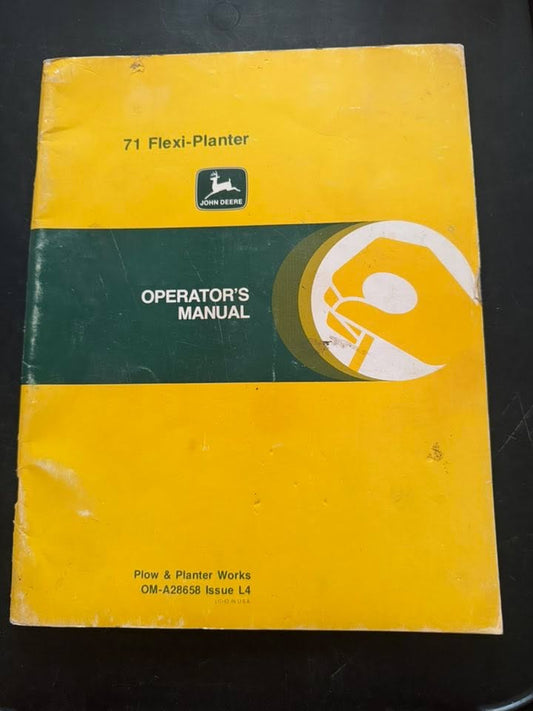 71 Flexi-Planter
JOHN DEERE
OPERATOR'S
MANUAL
Plow & Planter Works
OM-A28658 Issue L4